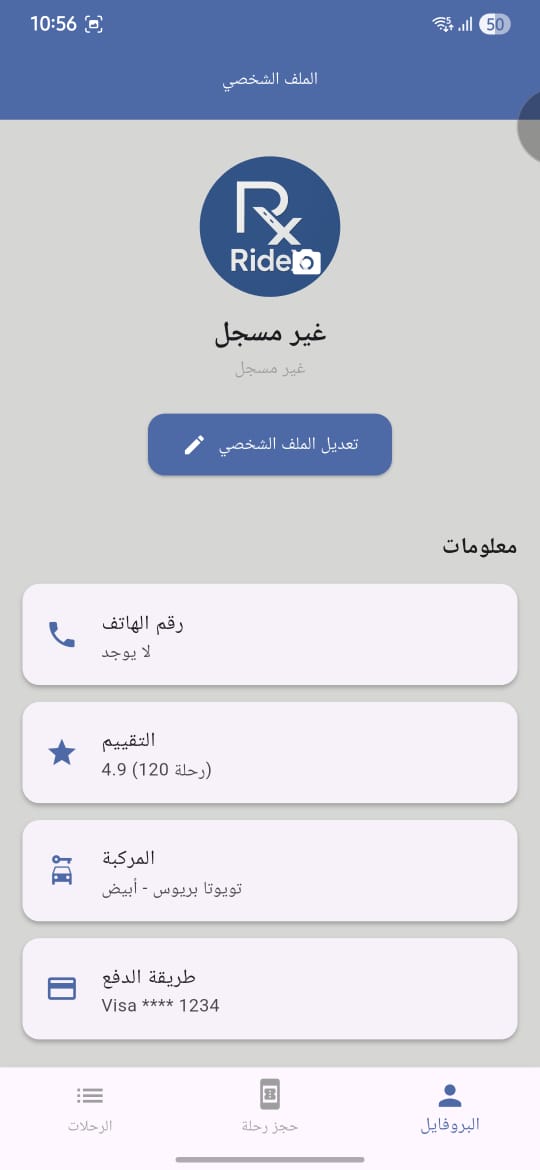 10:56
50
الملف الشخصي
Rx
Ride
غير مسجل
غير مسجل
تعديل الملف الشخصي
معلومات
رقم الهاتف
لا يوجد
التقييم
4.9 (120 رحلة)
المركبة
تويوتا بريوس - أبيض
طريقة الدفع
Visa **** 1234
البروفايل
حجز رحلة
الرحلات